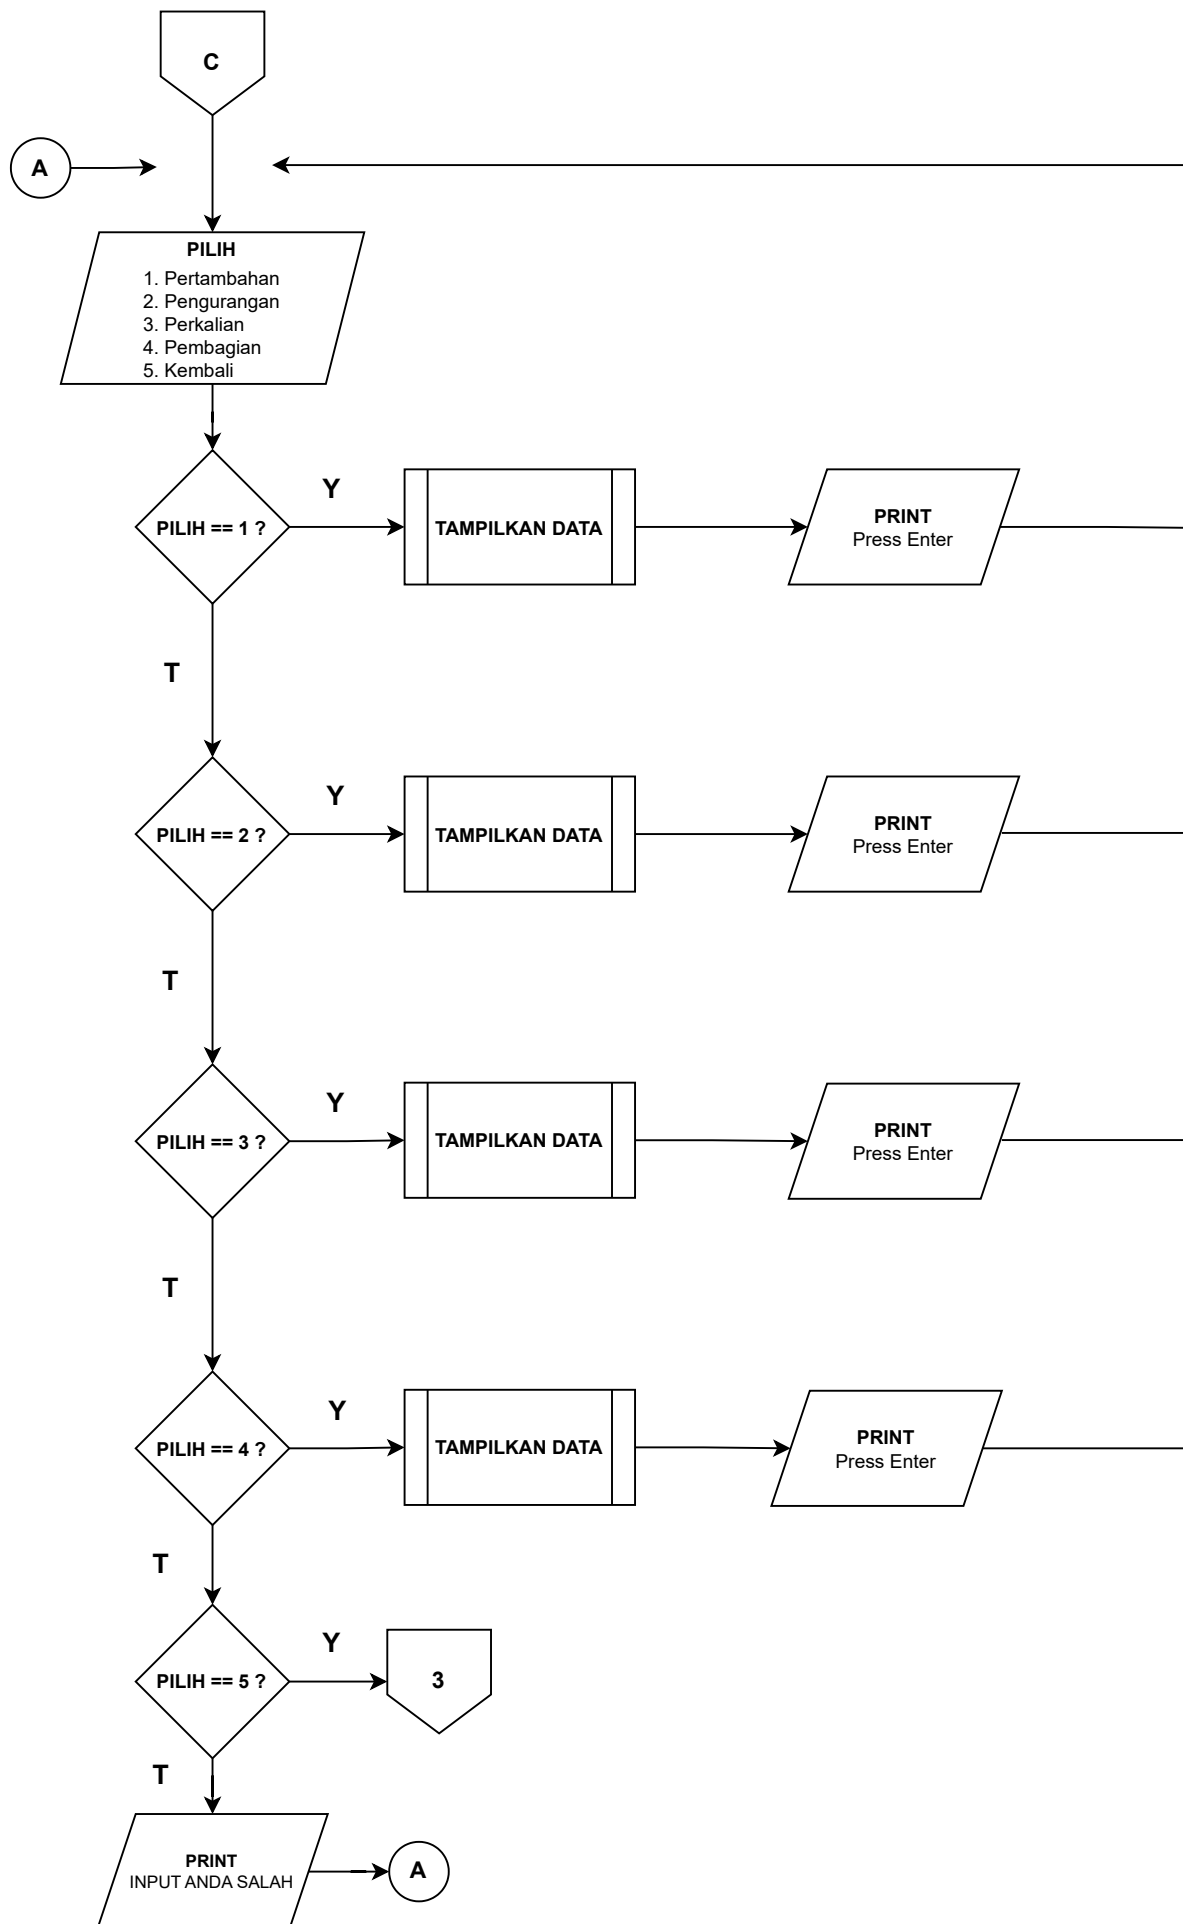 C
A
PILIH
1. Pertambahan
2. Pengurangan
3. Perkalian
4. Pembagian
5. Kembali
PILIH == 1 ?
Y
TAMPILKAN DATA
PRINT
Press Enter
T
PILIH == 2 ?
Y
TAMPILKAN DATA
PRINT
Press Enter
T
PILIH == 3 ?
Y
TAMPILKAN DATA
PRINT
Press Enter
T
PILIH == 4 ?
Y
TAMPILKAN DATA
PRINT
Press Enter
T
PILIH == 5 ?
Y
3
T
PRINT
INPUT ANDA SALAH
A